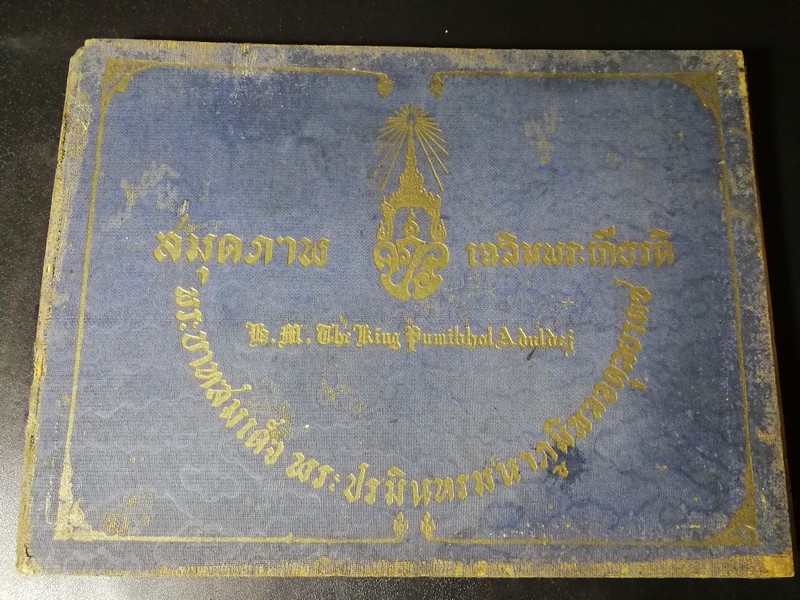 สมุดภาพ เฉลิมพระเกียรติ
H. M. The King Pumibhol Aduldej
พระบาทสมเด็จ พระปรมินทรมหาภูมิพลอดุลยเดช